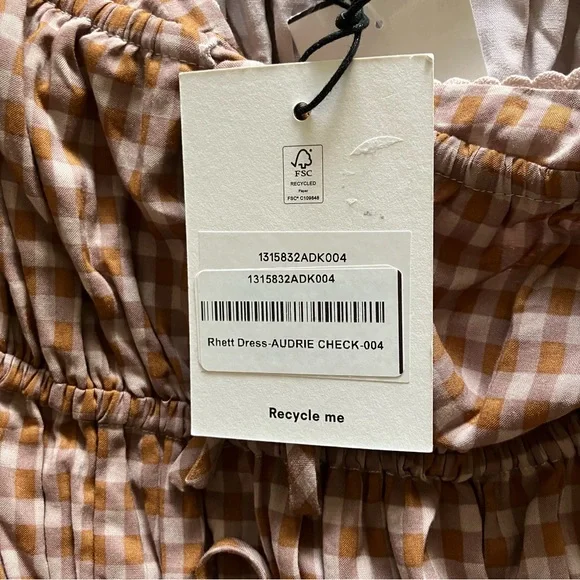 FSC
RECYCLED
Paper
FSC® C109848
1315832ADK004
1315832ADK004
Rhett Dress-AUDRIE CHECK-004
Recycle me